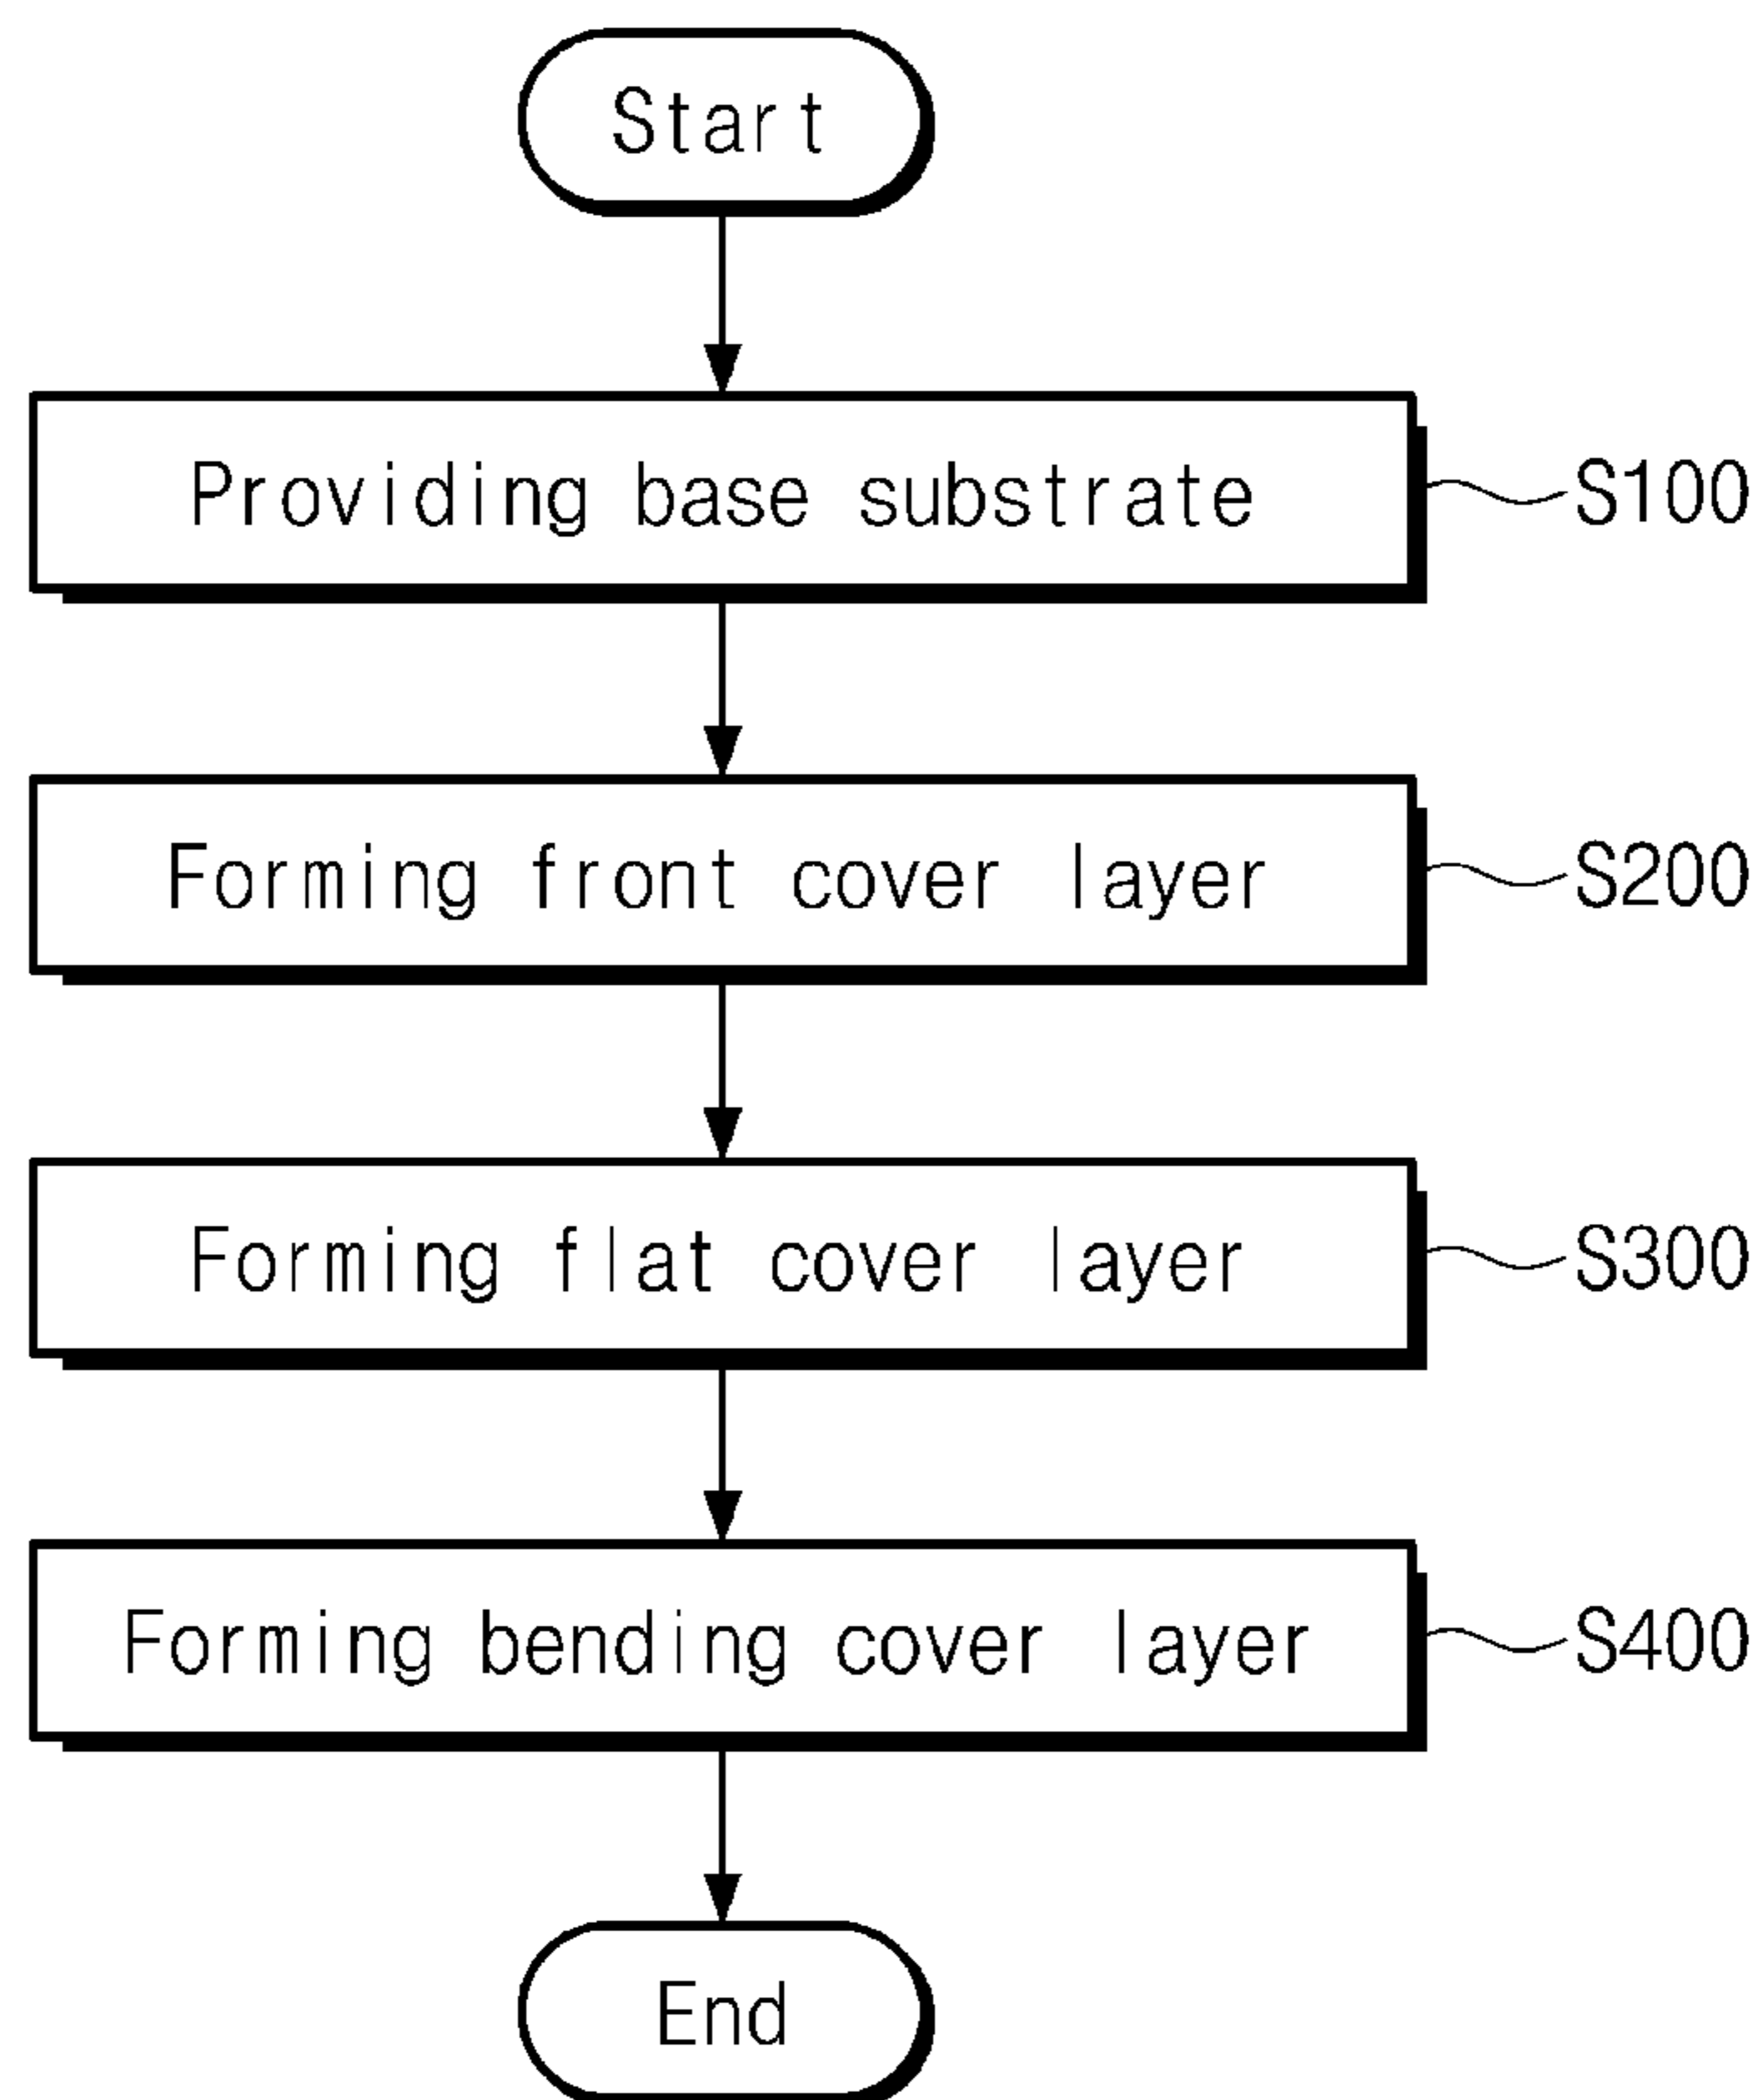 Start
Providing base substrate S100
Forming front cover layer S200
Forming flat cover layer S300
Forming bending cover layer S400
End